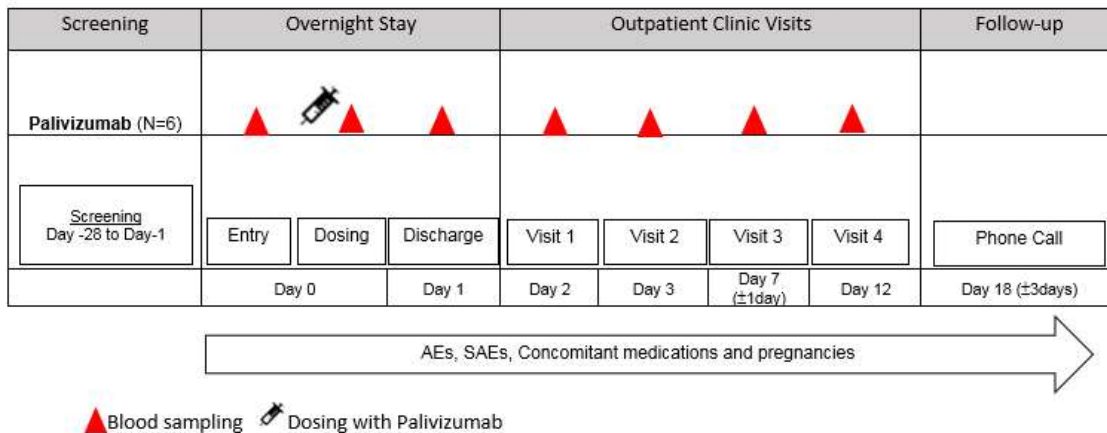 Screening Overnight Stay Outpatient Clinic Visits Follow-up
Palivizumab (N=6)
Screening
Day -28 to Day-1
Entry Dosing Discharge Visit 1 Visit 2 Visit 3 Visit 4 Phone Call
Day 0 Day 1 Day 2 Day 3 Day 7 (±1day) Day 12 Day 18 (±3days)
AEs, SAEs, Concomitant medications and pregnancies
Blood sampling Dosing with Palivizumab